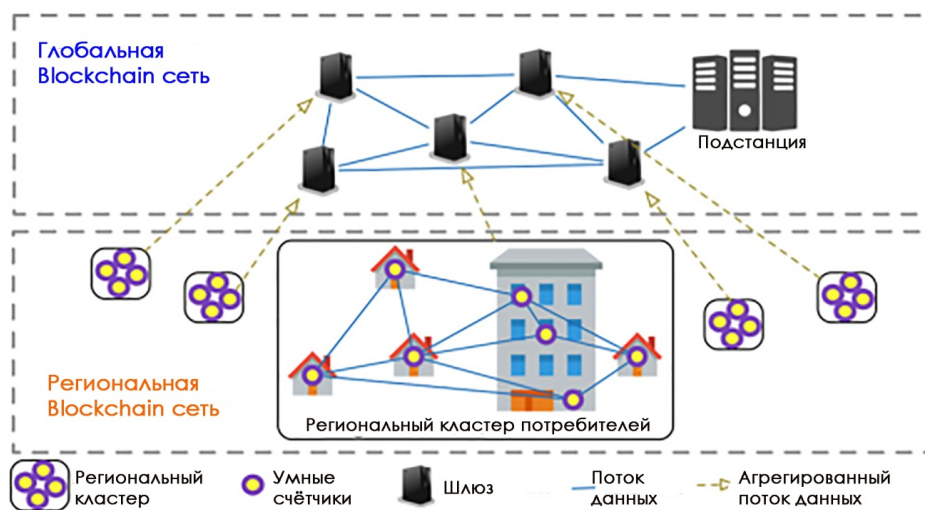 Глобальная
Blockchain сеть
Подстанция
Региональная
Blockchain сеть
Региональный кластер потребителей
Региональный
кластер
Умные
счётчики
Шлюз
Поток
данных
Агрегированный
поток данных